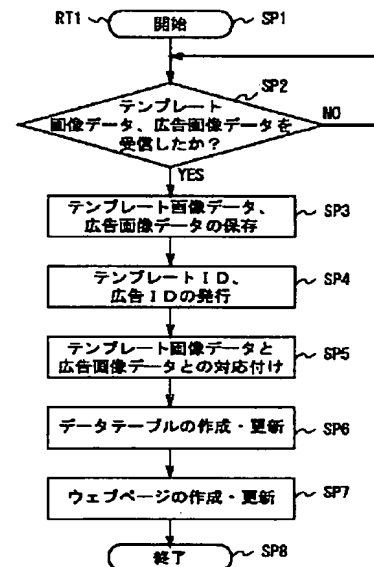 RT1 開始 SP1
SP2
テンプレート
画像データ、広告画像データを
受信したか?
NO
YES
テンプレート画像データ、
広告画像データの保存
SP3
テンプレートID、
広告IDの発行
SP4
テンプレート画像データと
広告画像データとの対応付け
SP5
データテーブルの作成・更新 SP6
ウェブページの作成・更新 SP7
終了 SP8